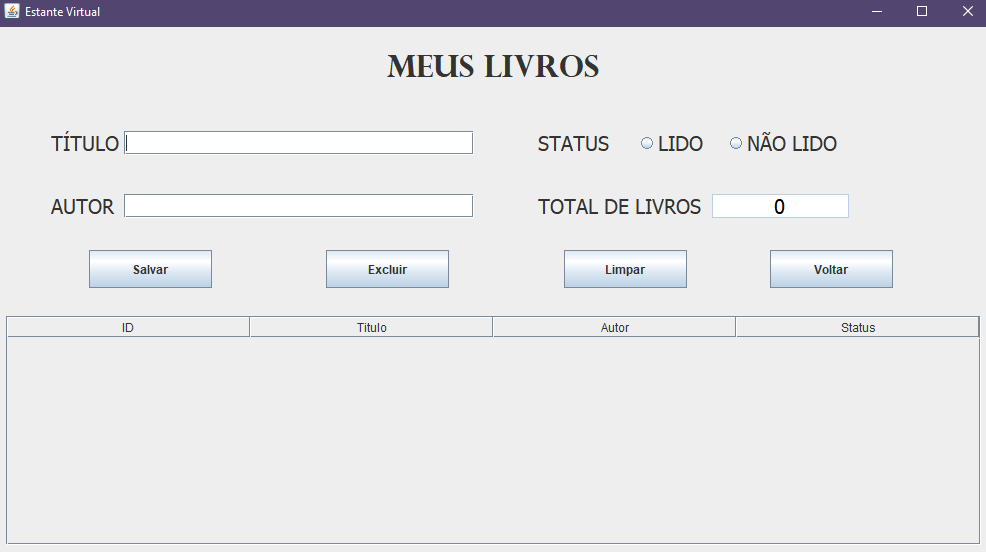 Estante Virtual
MEUS LIVROS
TÍTULO STATUS LIDO NÃO LIDO
AUTOR TOTAL DE LIVROS 0
Salvar Excluir Limpar Voltar
ID Titulo Autor Status